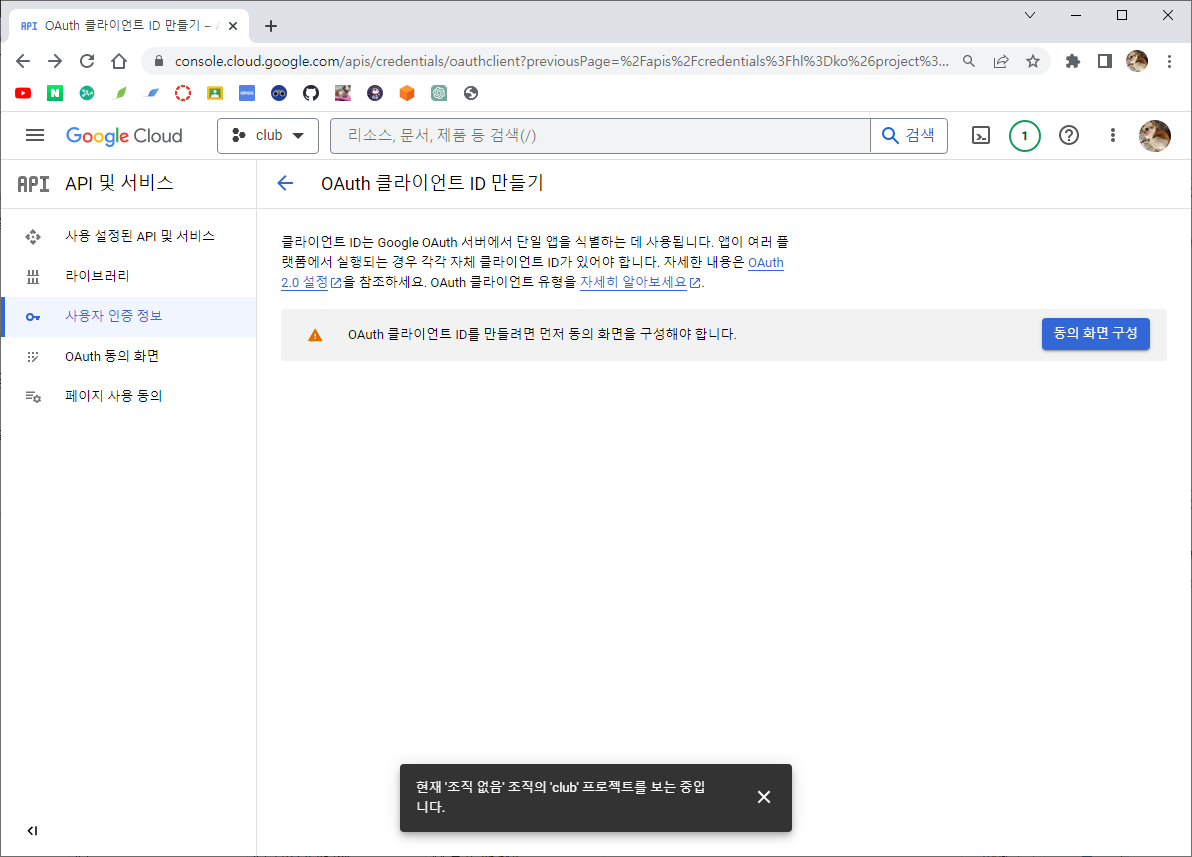 API OAuth 클라이언트 ID 만들기 – A
console.cloud.google.com/apis/credentials/oauthclient?previousPage=%2Fapis%2Fcredentials%3Fhl%3Dko%26project%3...
Google Cloud
club
리소스, 문서, 제품 등 검색(/)
검색
1
API API 및 서비스
사용 설정된 API 및 서비스
라이브러리
사용자 인증 정보
OAuth 동의 화면
페이지 사용 동의
OAuth 클라이언트 ID 만들기
클라이언트 ID는 Google OAuth 서버에서 단일 앱을 식별하는 데 사용됩니다. 앱이 여러 플
랫폼에서 실행되는 경우 각각 자체 클라이언트 ID가 있어야 합니다. 자세한 내용은 OAuth
2.0 설정을 참조하세요. OAuth 클라이언트 유형을 자세히 알아보세요.
OAuth 클라이언트 ID를 만들려면 먼저 동의 화면을 구성해야 합니다.
동의 화면 구성
현재 '조직 없음' 조직의 'club' 프로젝트를 보는 중입
니다.